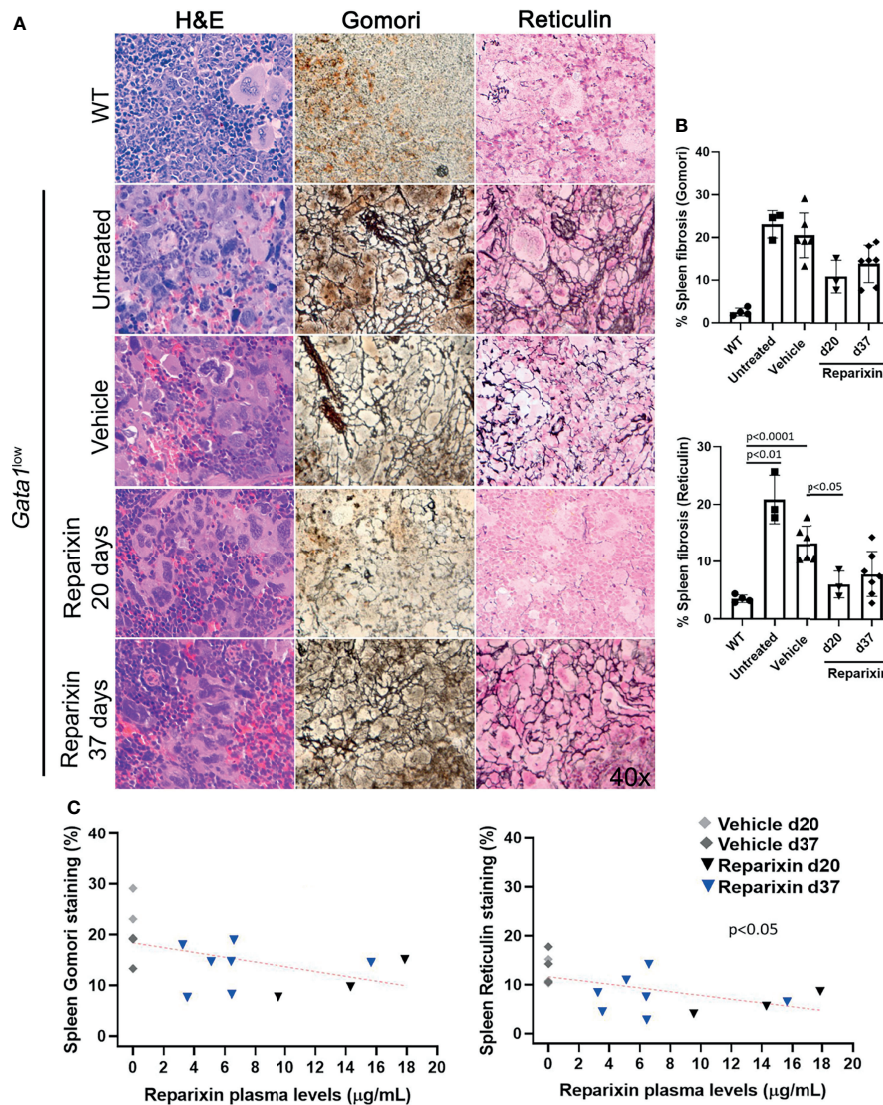 A
H&E
Gomori
Reticulin
WT
Untreated
Vehicle
Reparixin
20 days
Reparixin
37 days
Gata1low
40x
B
% Spleen fibrosis (Gomori)
40
30
20
10
0
WT
Untreated
Vehicle
d20
d37
Reparixin
% Spleen fibrosis (Reticulin)
30
20
10
0
p<0.0001
p<0.01
p<0.05
WT
Untreated
Vehicle
d20
d37
Reparixin
C
Spleen Gomori staining (%)
40
30
20
10
0
0 2 4 6 8 10 12 14 16 18 20
Reparixin plasma levels (µg/mL)
Spleen Reticulin staining (%)
40
30
20
10
0
0 2 4 6 8 10 12 14 16 18 20
Reparixin plasma levels (µg/mL)
Vehicle d20
Vehicle d37
Reparixin d20
Reparixin d37
p<0.05